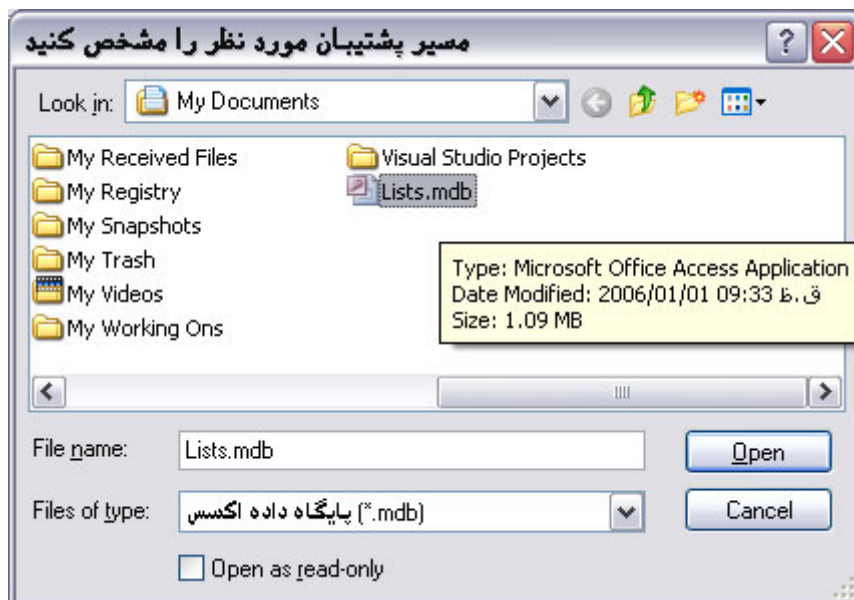 مسیر پشتیبان مورد نظر را مشخص کنید
Look in: My Documents
My Received Files
My Registry
My Snapshots
My Trash
My Videos
My Working Ons
Visual Studio Projects
Lists.mdb
Type: Microsoft Office Access Application
Date Modified: 2006/01/01 09:33 ق.ظ
Size: 1.09 MB
File name: Lists.mdb
Open
Files of type: پایگاه داده اکسس (*.mdb)
Cancel
Open as read-only